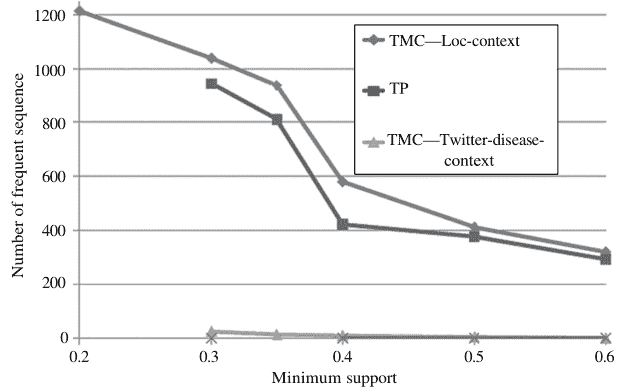 1200
1000
800
600
400
200
0
Number of frequent sequence
TMC—Loc-context
TP
TMC—Twitter-disease-
context
0.2 0.3 0.4 0.5 0.6
Minimum support